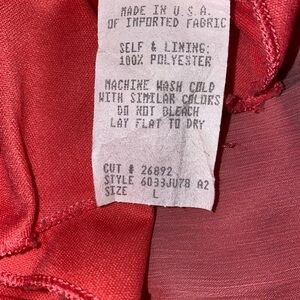 MADE IN U.S.A.
OF IMPORTED FABRIC
SELF & LINING:
100% POLYESTER
MACHINE WASH COLD
WITH SIMILAR COLORS
DO NOT BLEACH
LAY FLAT TO DRY
CUT # 26892
STYLE 6033JU78 A2
SIZE L